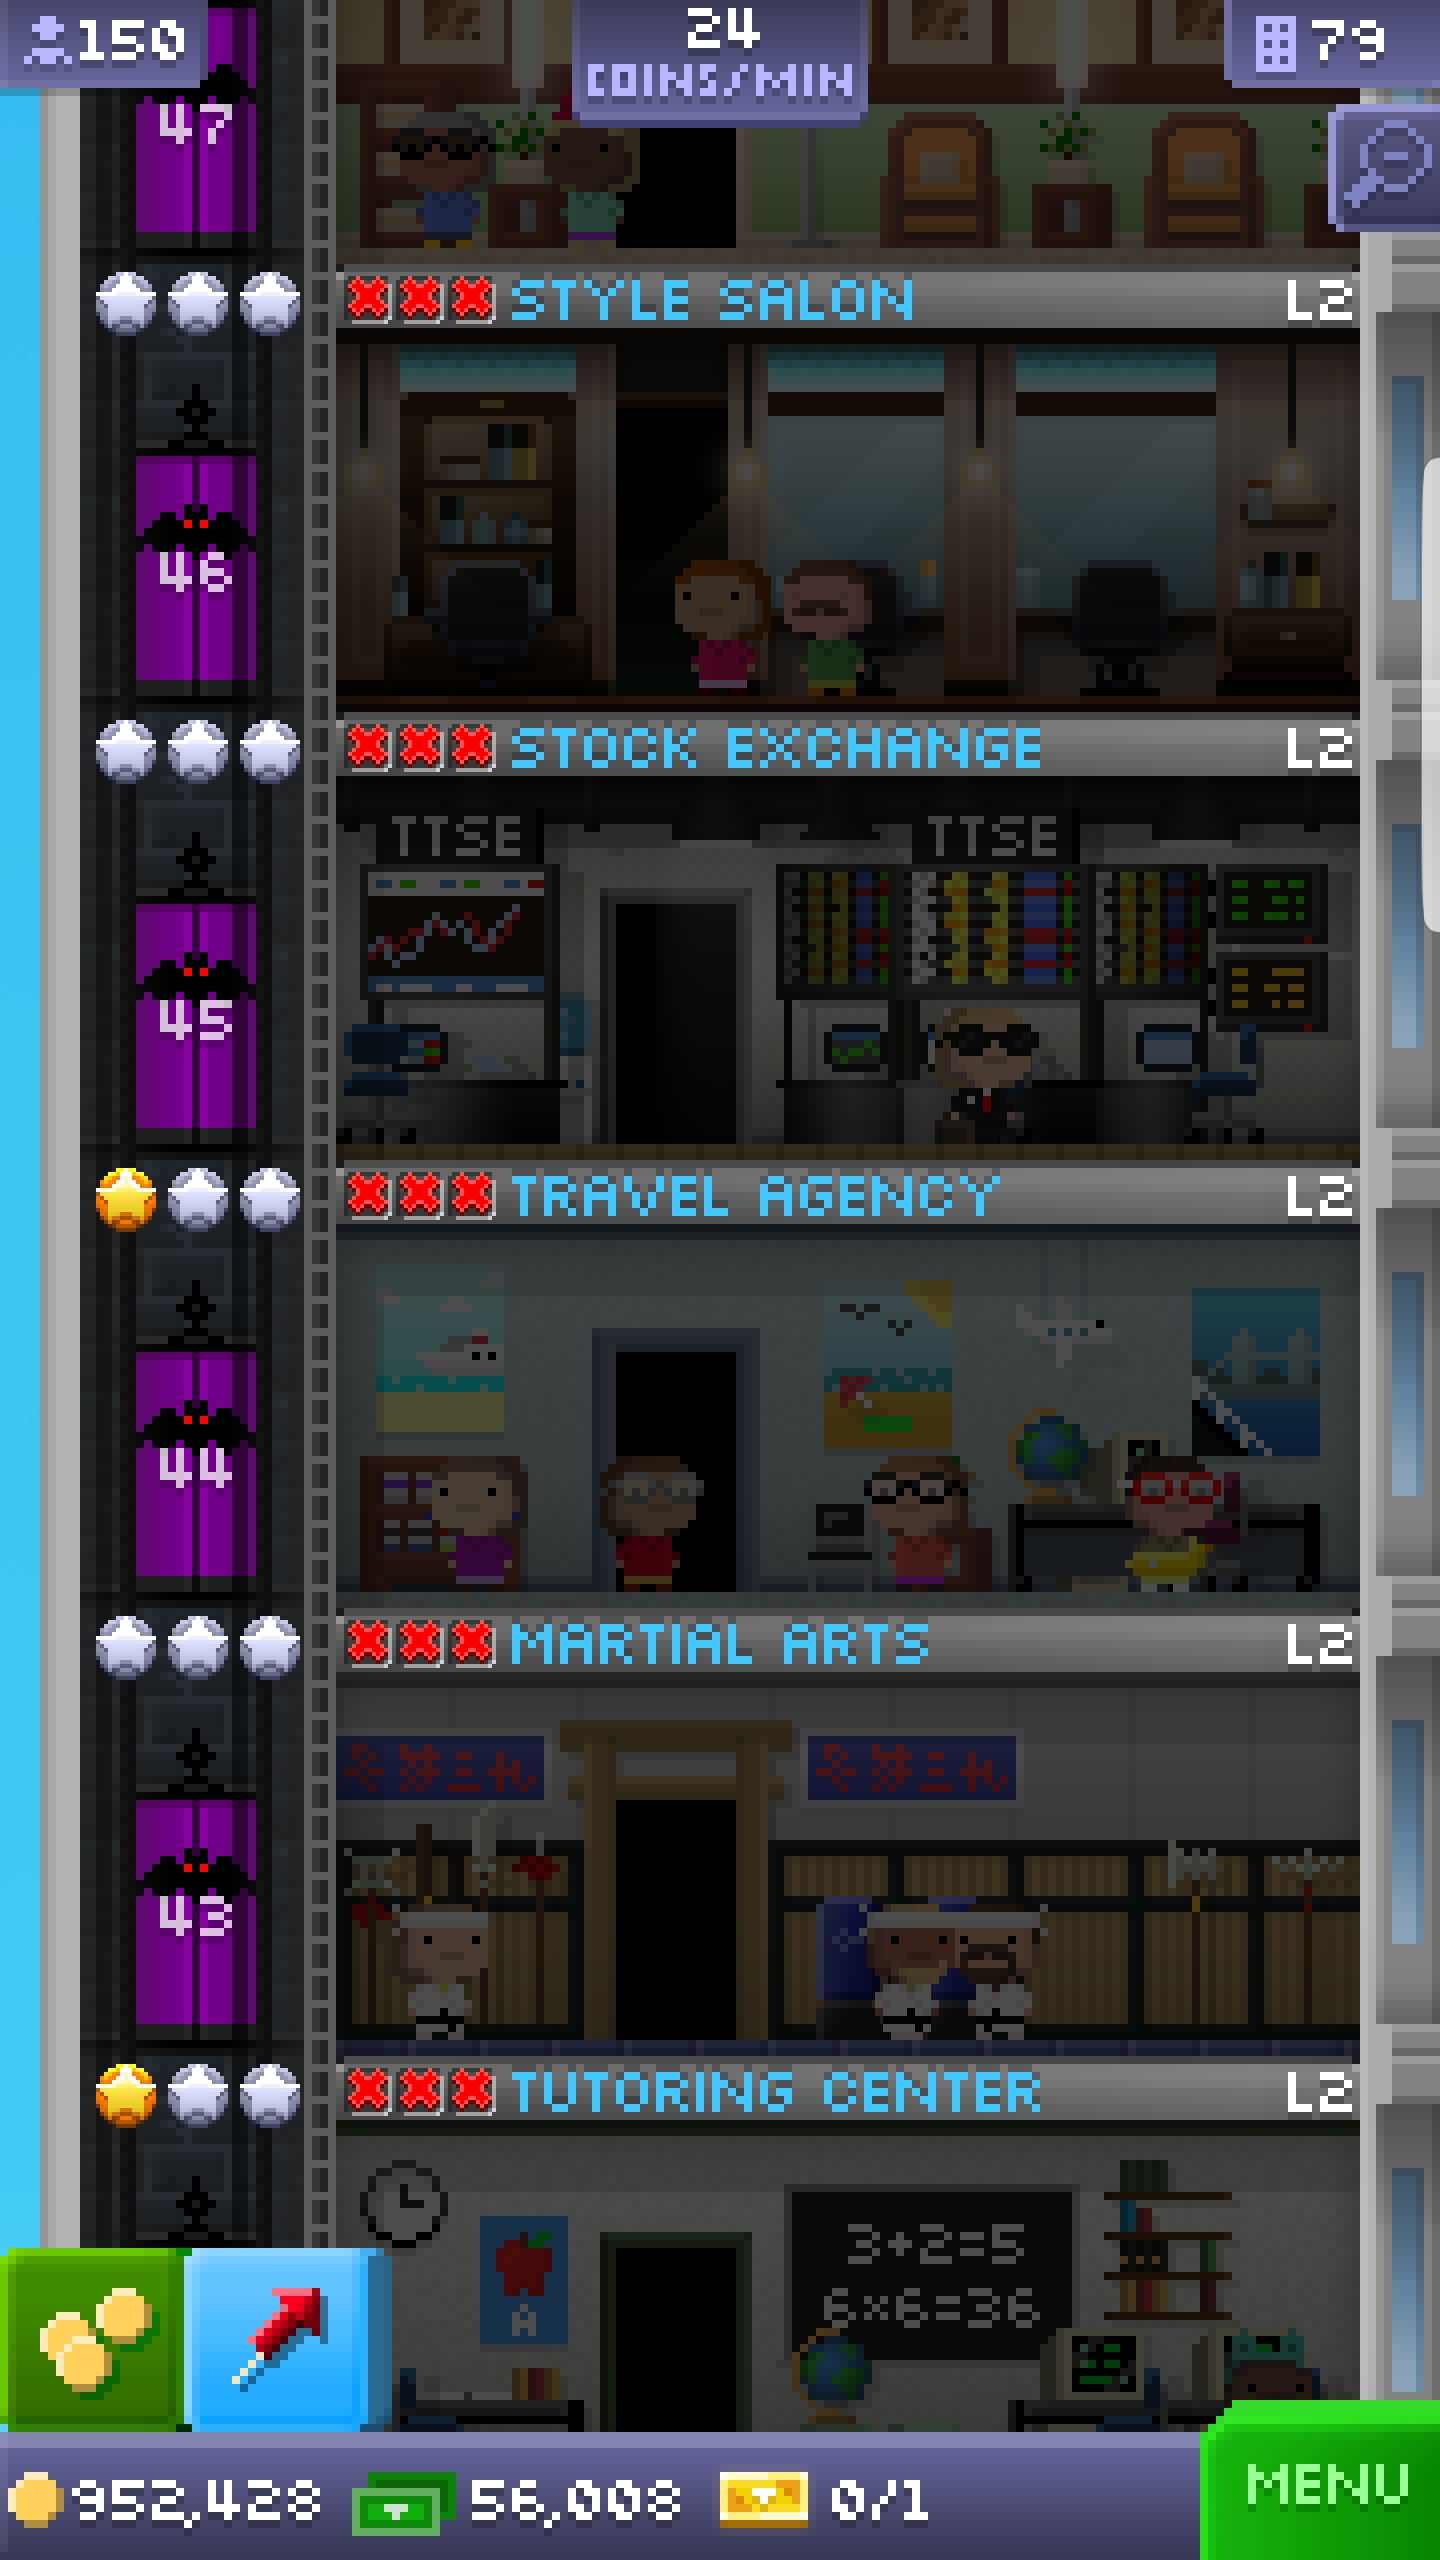 150
24
COINS/MIN
79
47
STYLE SALON L2
46
STOCK EXCHANGE L2
TTSE TTSE
45
TRAVEL AGENCY L2
44
MARTIAL ARTS L2
43
TUTORING CENTER L2
3+2=5
6×6=36
A
952,428 56,008 0/1
MENU